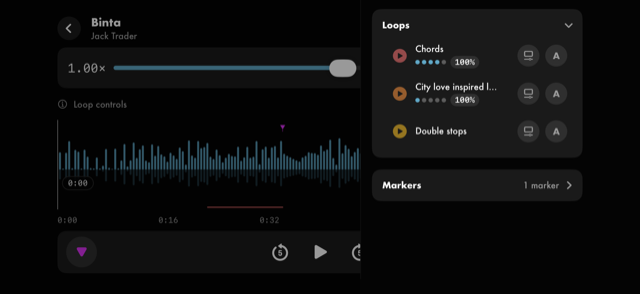 Binta
Jack Trader
1.00×
Loop controls
0:00
0:00
0:16
0:32
5
5
Loops
Chords
100%
A
City love inspired l...
100%
A
Double stops
A
Markers
1 marker